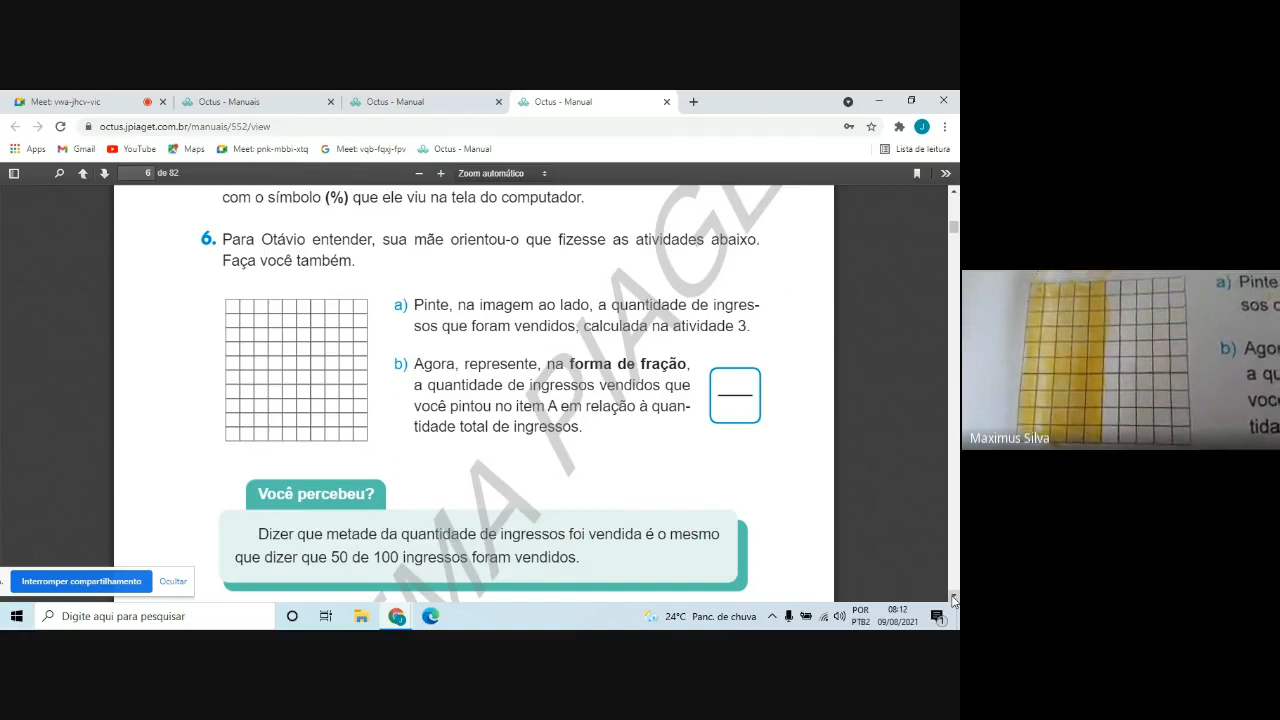 Meet: vwa-jhcv-vic
Octus - Manuais
Octus - Manual
Octus - Manual
octus.jpiaget.com.br/manuais/552/view
Apps
Gmail
YouTube
Maps
Meet: pnk-mbbi-xtq
Meet: vqb-fqxj-fpv
Octus - Manual
Lista de leitura
6 de 82
Zoom automático
com o símbolo (%) que ele viu na tela do computador.
6. Para Otávio entender, sua mãe orientou-o que fizesse as atividades abaixo.
Faça você também.
a) Pinte, na imagem ao lado, a quantidade de ingres-
sos que foram vendidos, calculada na atividade 3.
b) Agora, represente, na forma de fração,
a quantidade de ingressos vendidos que
você pintou no item A em relação à quan-
tidade total de ingressos.
Você percebeu?
Dizer que metade da quantidade de ingressos foi vendida é o mesmo
que dizer que 50 de 100 ingressos foram vendidos.
EMA PIAGE
Interromper compartilhamento
Ocultar
Digite aqui para pesquisar
24°C Panc. de chuva
POR
PTB2
08:12
09/08/2021
1
J
a) Pinte
sos
b) Agor
a qu
você
tida
Maximus Silva